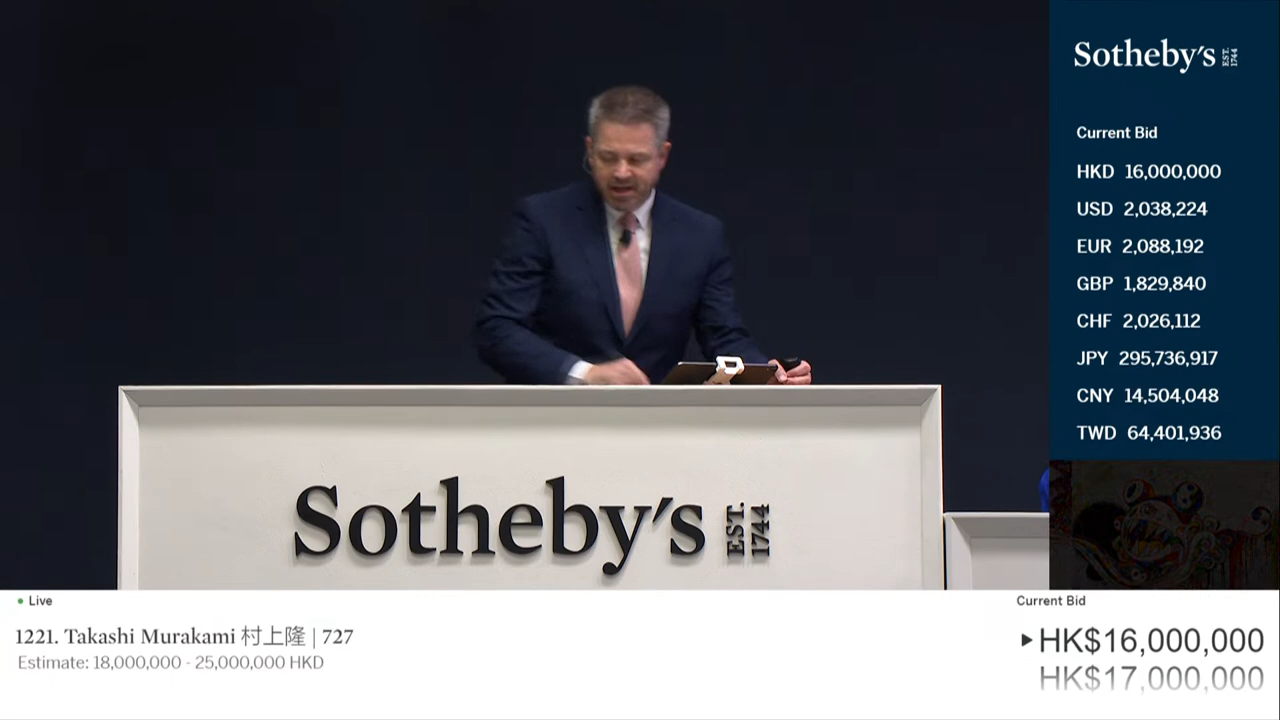 Sotheby's EST. 1744
Current Bid
HKD 16,000,000
USD 2,038,224
EUR 2,088,192
GBP 1,829,840
CHF 2,026,112
JPY 295,736,917
CNY 14,504,048
TWD 64,401,936
Sotheby's EST. 1744
Live
1221. Takashi Murakami 村上隆 | 727
Estimate: 18,000,000 - 25,000,000 HKD
Current Bid
HK$16,000,000
HK$17,000,000